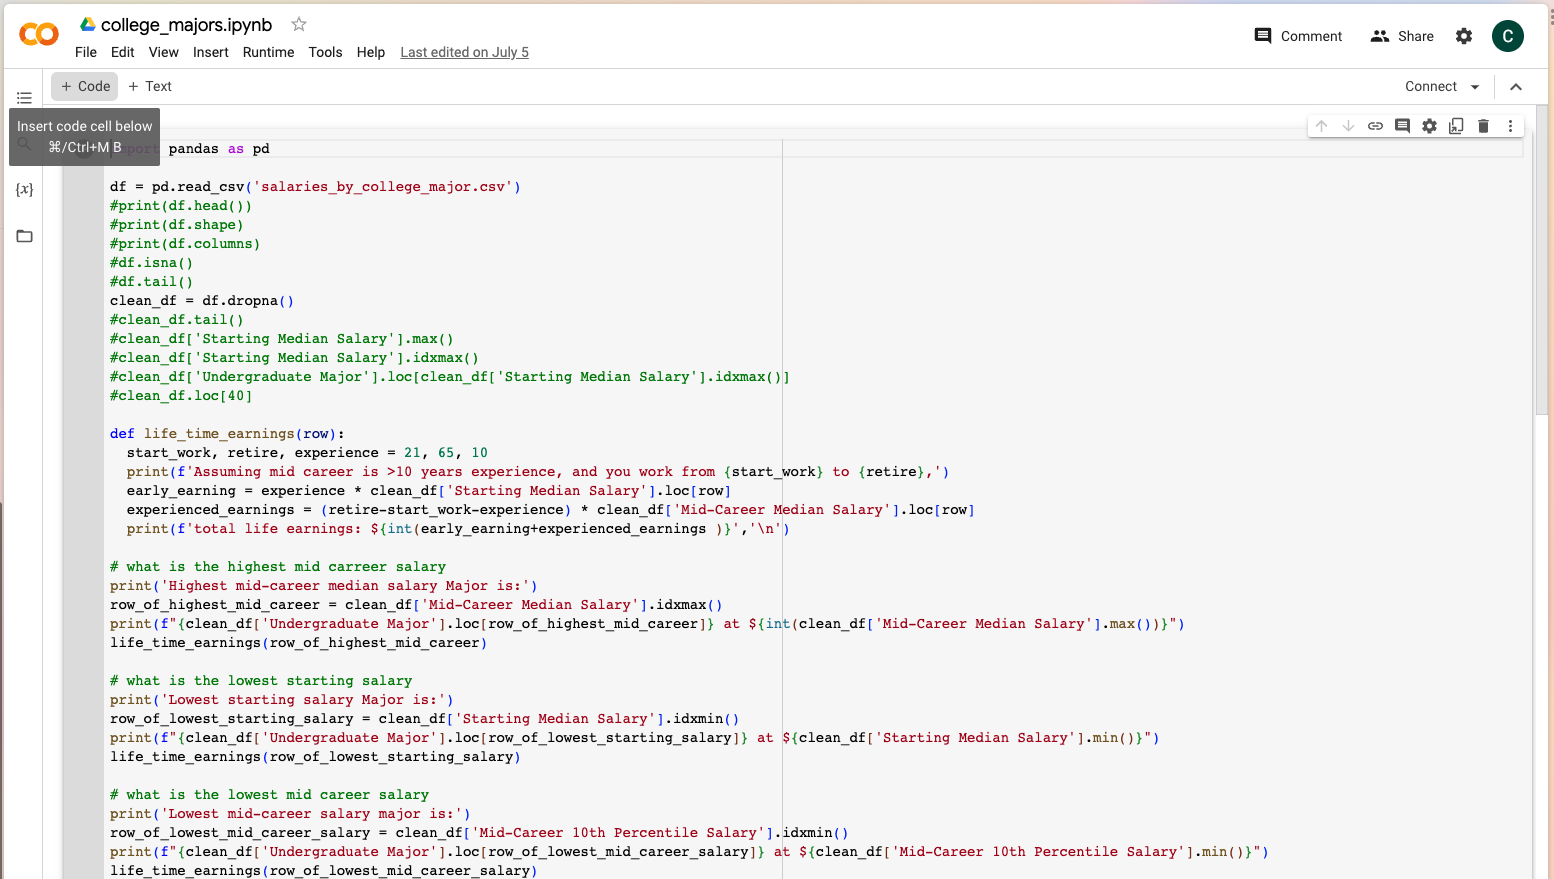 college_majors.ipynb
File Edit View Insert Runtime Tools Help Last edited on July 5
Comment Share C
+ Code + Text
Connect
Insert code cell below
⌘/Ctrl+M B
import pandas as pd
{x}
df = pd.read_csv('salaries_by_college_major.csv')
#print(df.head())
#print(df.shape)
#print(df.columns)
#df.isna()
#df.tail()
clean_df = df.dropna()
#clean_df.tail()
#clean_df['Starting Median Salary'].max()
#clean_df['Starting Median Salary'].idxmax()
#clean_df['Undergraduate Major'].loc[clean_df['Starting Median Salary'].idxmax()]
#clean_df.loc[40]
def life_time_earnings(row):
start_work, retire, experience = 21, 65, 10
print(f'Assuming mid career is >10 years experience, and you work from {start_work} to {retire},')
early_earning = experience * clean_df['Starting Median Salary'].loc[row]
experienced_earnings = (retire-start_work-experience) * clean_df['Mid-Career Median Salary'].loc[row]
print(f'total life earnings: ${int(early_earning+experienced_earnings )}','\n')
# what is the highest mid carreer salary
print('Highest mid-career median salary Major is:')
row_of_highest_mid_career = clean_df['Mid-Career Median Salary'].idxmax()
print(f"{clean_df['Undergraduate Major'].loc[row_of_highest_mid_career]} at ${int(clean_df['Mid-Career Median Salary'].max())}")
life_time_earnings(row_of_highest_mid_career)
# what is the lowest starting salary
print('Lowest starting salary Major is:')
row_of_lowest_starting_salary = clean_df['Starting Median Salary'].idxmin()
print(f"{clean_df['Undergraduate Major'].loc[row_of_lowest_starting_salary]} at ${clean_df['Starting Median Salary'].min()}")
life_time_earnings(row_of_lowest_starting_salary)
# what is the lowest mid career salary
print('Lowest mid-career salary major is:')
row_of_lowest_mid_career_salary = clean_df['Mid-Career 10th Percentile Salary'].idxmin()
print(f"{clean_df['Undergraduate Major'].loc[row_of_lowest_mid_career_salary]} at ${clean_df['Mid-Career 10th Percentile Salary'].min()}")
life_time_earnings(row_of_lowest_mid_career_salary)